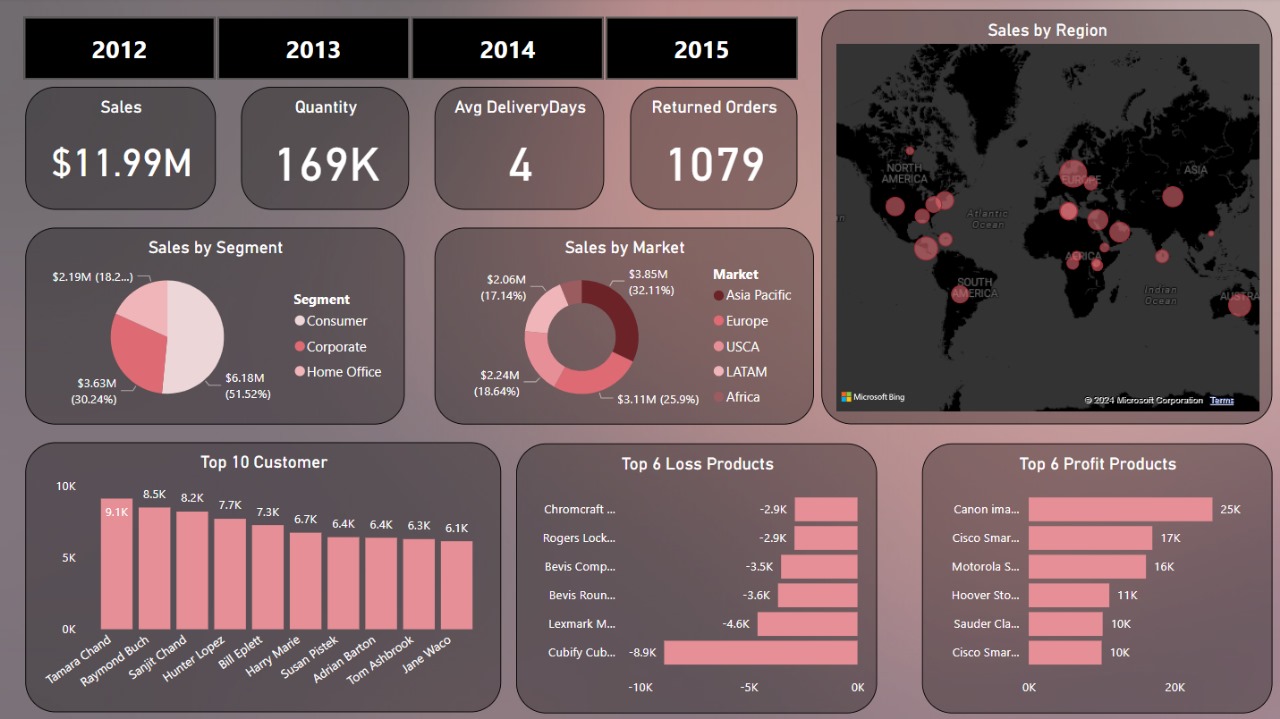 2012
2013
2014
2015
Sales
$11.99M
Quantity
169K
Avg DeliveryDays
4
Returned Orders
1079
Sales by Region
NORTH
AMERICA
EUROPE
ASIA
Atlantic
Ocean
AFRICA
SOUTH
AMERICA
Indian
Ocean
AUSTRA
Microsoft Bing
© 2024 Microsoft Corporation Terms
Sales by Segment
$2.19M (18.2...)
$3.63M
(30.24%)
$6.18M
(51.52%)
Segment
Consumer
Corporate
Home Office
Sales by Market
$2.06M
(17.14%)
$3.85M
(32.11%)
$2.24M
(18.64%)
$3.11M (25.9%)
Market
Asia Pacific
Europe
USCA
LATAM
Africa
Top 10 Customer
10K
5K
0K
9.1K
8.5K
8.2K
7.7K
7.3K
6.7K
6.4K
6.4K
6.3K
6.1K
Tamara Chand
Raymond Buch
Sanjit Chand
Hunter Lopez
Bill Eplett
Harry Marie
Susan Pistek
Adrian Barton
Tom Ashbrook
Jane Waco
Top 6 Loss Products
Chromcraft ... -2.9K
Rogers Lock... -2.9K
Bevis Comp... -3.5K
Bevis Roun... -3.6K
Lexmark M... -4.6K
Cubify Cub... -8.9K
-10K -5K 0K
Top 6 Profit Products
Canon ima... 25K
Cisco Smar... 17K
Motorola S... 16K
Hoover Sto... 11K
Sauder Cla... 10K
Cisco Smar... 10K
0K 20K